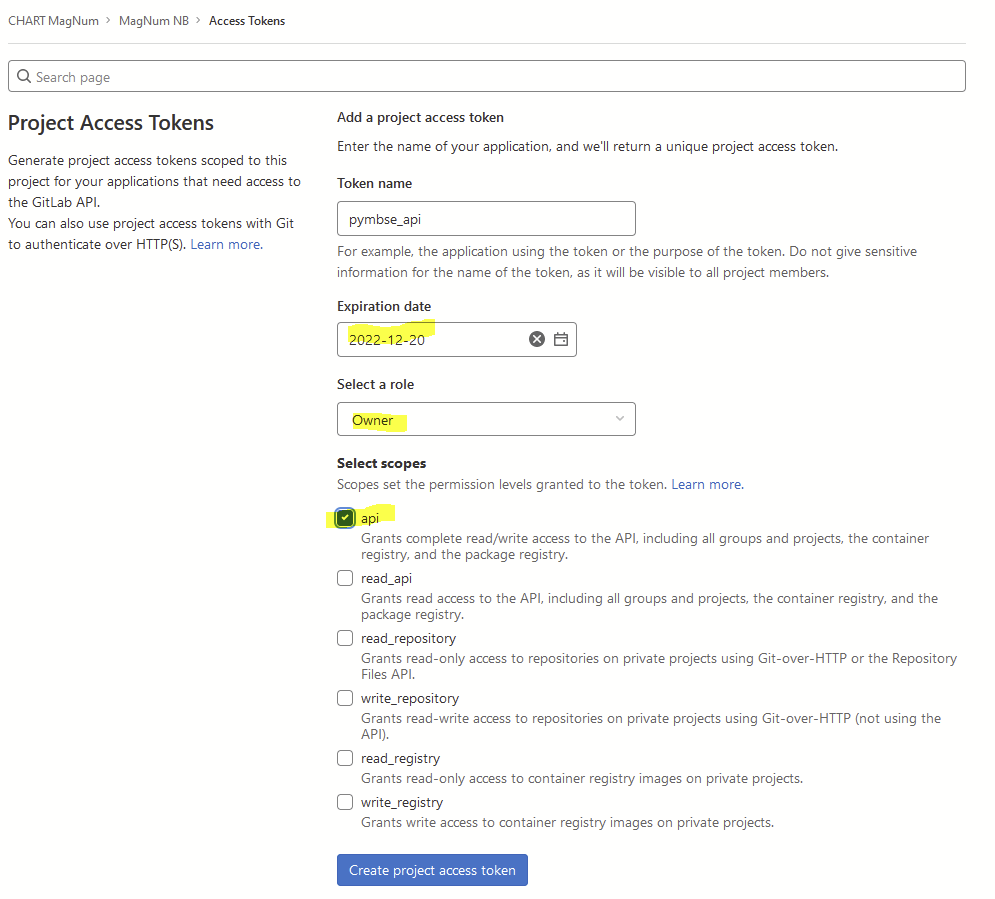 CHART MagNum > MagNum NB > Access Tokens
Search page
Project Access Tokens
Generate project access tokens scoped to this
project for your applications that need access to
the GitLab API.
You can also use project access tokens with Git
to authenticate over HTTP(S). Learn more.
Add a project access token
Enter the name of your application, and we'll return a unique project access token.
Token name
pymbse_api
For example, the application using the token or the purpose of the token. Do not give sensitive
information for the name of the token, as it will be visible to all project members.
Expiration date
2022-12-20
Select a role
Owner
Select scopes
Scopes set the permission levels granted to the token. Learn more.
api
Grants complete read/write access to the API, including all groups and projects, the container
registry, and the package registry.
read_api
Grants read access to the API, including all groups and projects, the container registry, and the
package registry.
read_repository
Grants read-only access to repositories on private projects using Git-over-HTTP or the Repository
Files API.
write_repository
Grants read-write access to repositories on private projects using Git-over-HTTP (not using the
API).
read_registry
Grants read-only access to container registry images on private projects.
write_registry
Grants write access to container registry images on private projects.
Create project access token